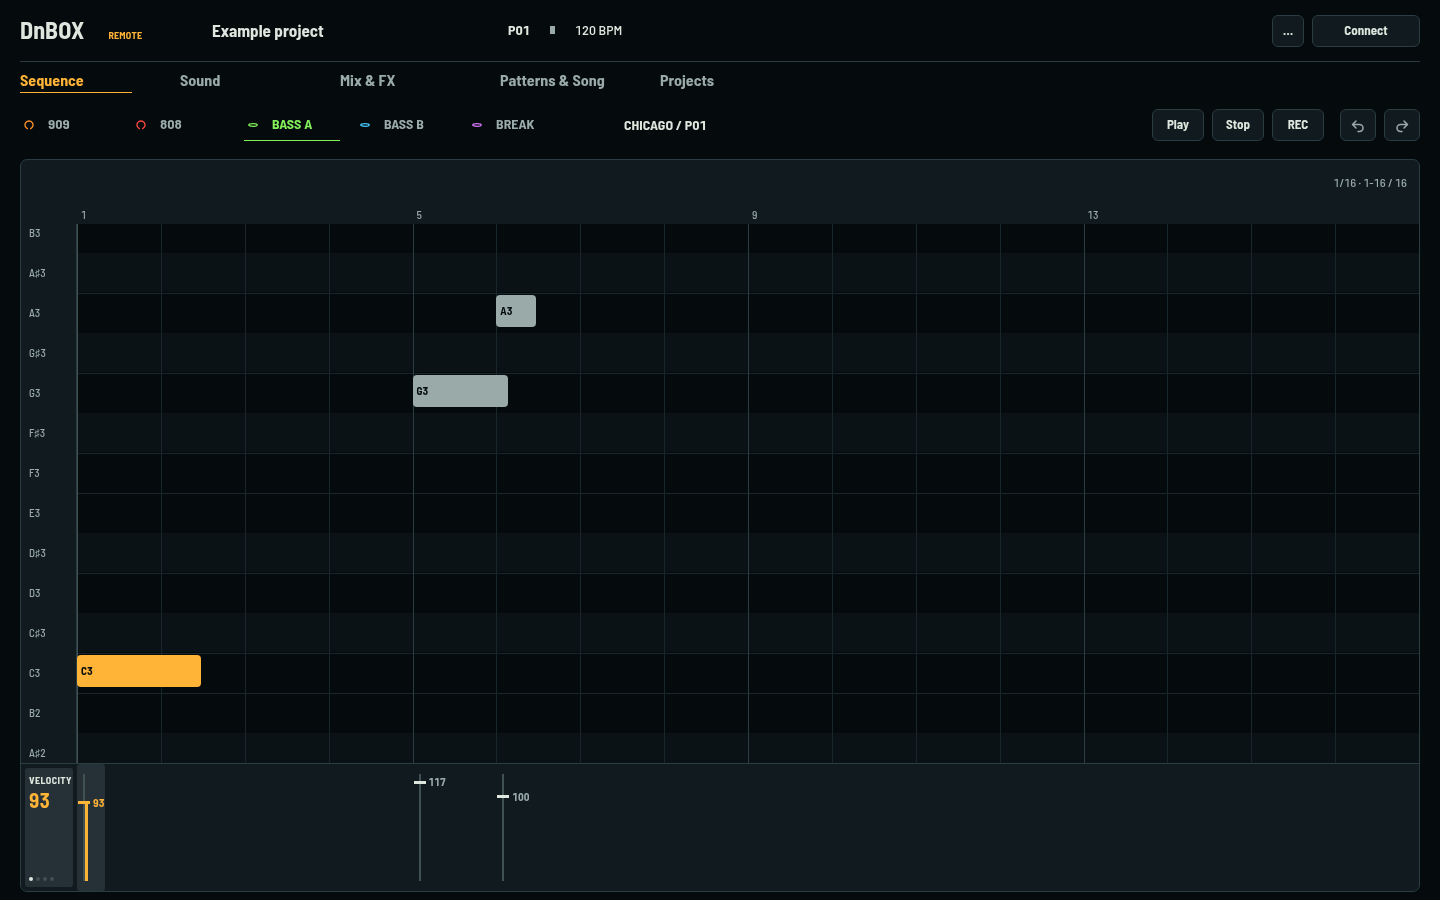 DnBOX REMOTE Example project P01 120 BPM ... Connect
Sequence Sound Mix & FX Patterns & Song Projects
909 808 BASS A BASS B BREAK CHICAGO / P01 Play Stop REC
1/16 · 1-16 / 16
1 5 9 13
B3
A♯3
A3 A3
G♯3
G3 G3
F♯3
F3
E3
D♯3
D3
C♯3
C3 C3
B2
A♯2
VELOCITY
93 93 117 100